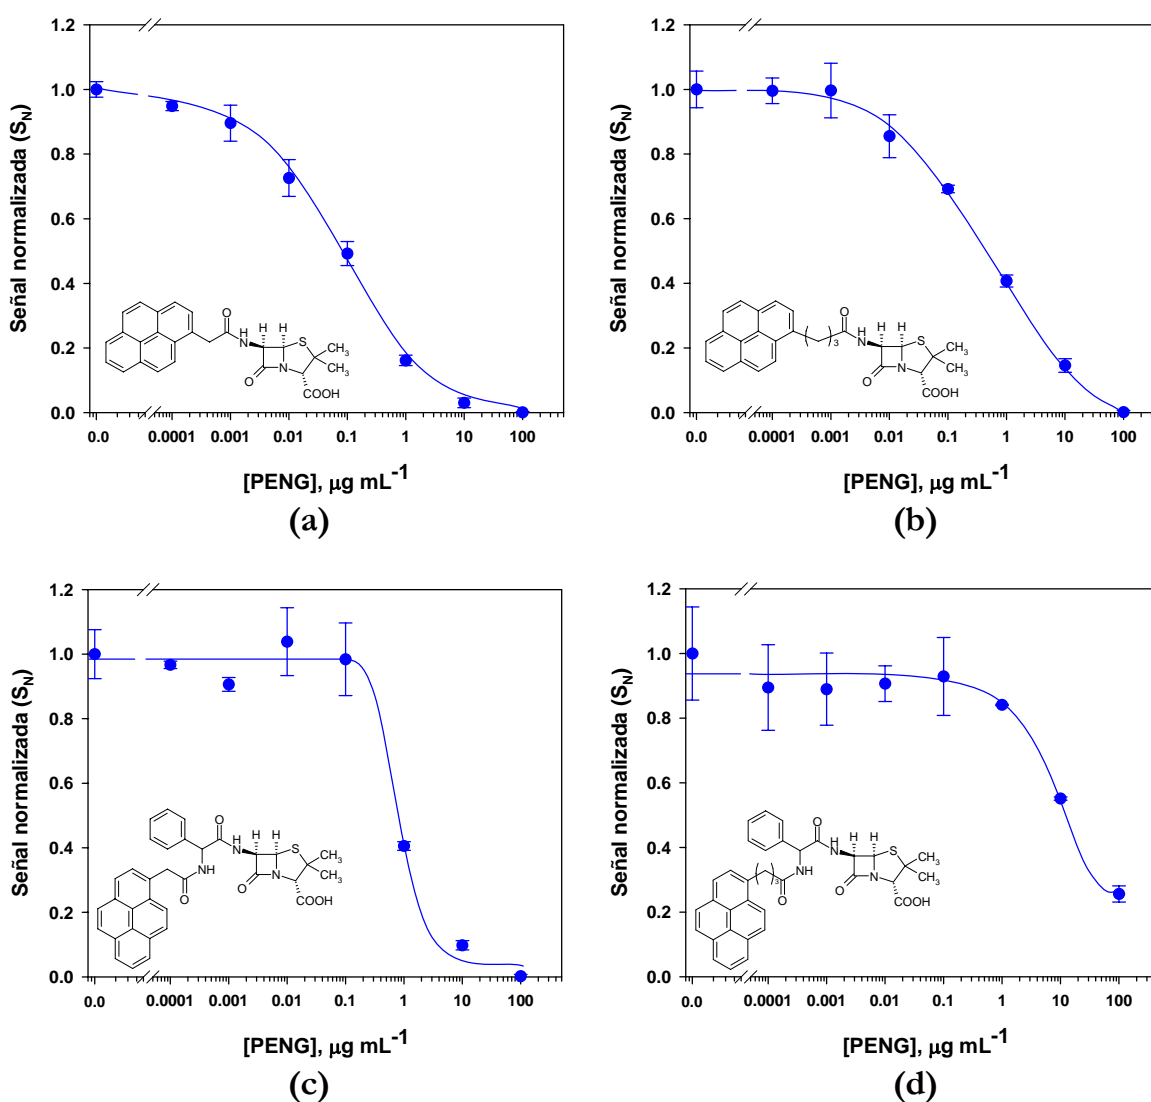 1.2
1.0
0.8
0.6
0.4
0.2
0.0
Señal normalizada (S_N)
0.0 0.0001 0.001 0.01 0.1 1 10 100
[PENG], μg mL⁻¹
O
H
N
H
H
S
CH₃
CH₃
N
O
COOH
(a)
1.2
1.0
0.8
0.6
0.4
0.2
0.0
Señal normalizada (S_N)
0.0 0.0001 0.001 0.01 0.1 1 10 100
[PENG], μg mL⁻¹
( )₃
O
H
N
H
H
S
CH₃
CH₃
N
O
COOH
(b)
1.2
1.0
0.8
0.6
0.4
0.2
0.0
Señal normalizada (S_N)
0.0 0.0001 0.001 0.01 0.1 1 10 100
[PENG], μg mL⁻¹
O
H
N
H
H
S
CH₃
CH₃
NH
O
O
N
COOH
(c)
1.2
1.0
0.8
0.6
0.4
0.2
0.0
Señal normalizada (S_N)
0.0 0.0001 0.001 0.01 0.1 1 10 100
[PENG], μg mL⁻¹
O
H
N
H
H
S
CH₃
CH₃
( )₃
NH
O
O
N
COOH
(d)